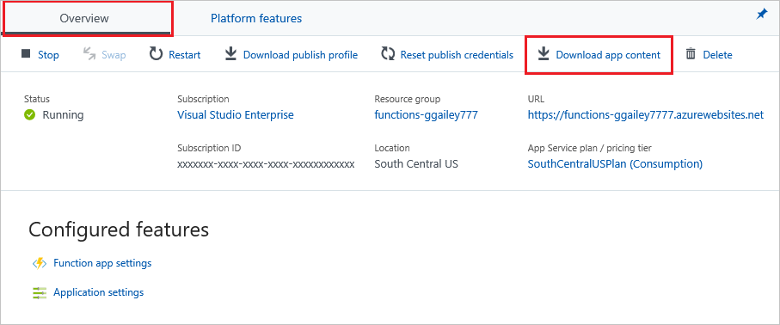 Overview Platform features
Stop Swap Restart Download publish profile Reset publish credentials Download app content Delete
Status Subscription Resource group URL
Running Visual Studio Enterprise functions-ggailey777 https://functions-ggailey7777.azurewebsites.net
Subscription ID Location App Service plan / pricing tier
xxxxxxx-xxxx-xxxx-xxxx-xxxxxxxxxxxx South Central US SouthCentralUSPlan (Consumption)
Configured features
Function app settings
Application settings